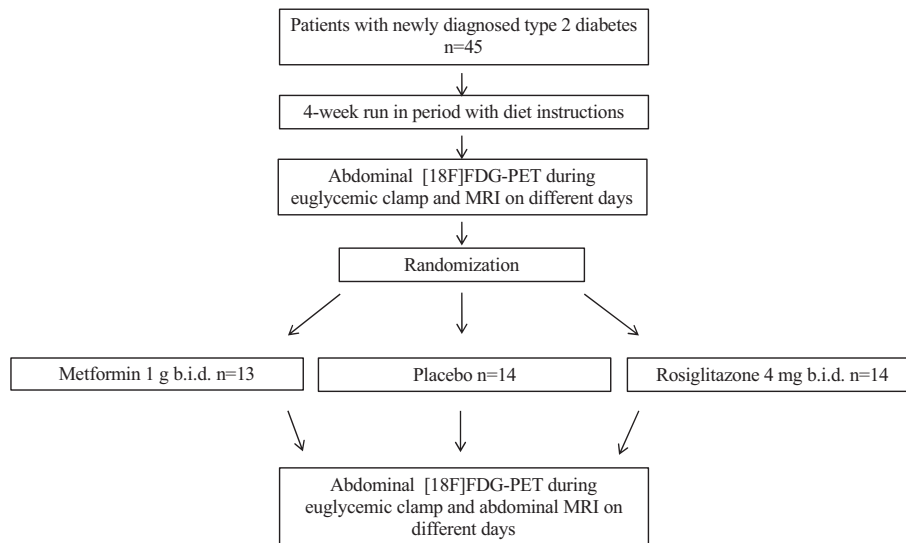 Patients with newly diagnosed type 2 diabetes
n=45
4-week run in period with diet instructions
Abdominal [18F]FDG-PET during
euglycemic clamp and MRI on different days
Randomization
Metformin 1 g b.i.d. n=13
Placebo n=14
Rosiglitazone 4 mg b.i.d. n=14
Abdominal [18F]FDG-PET during
euglycemic clamp and abdominal MRI on
different days